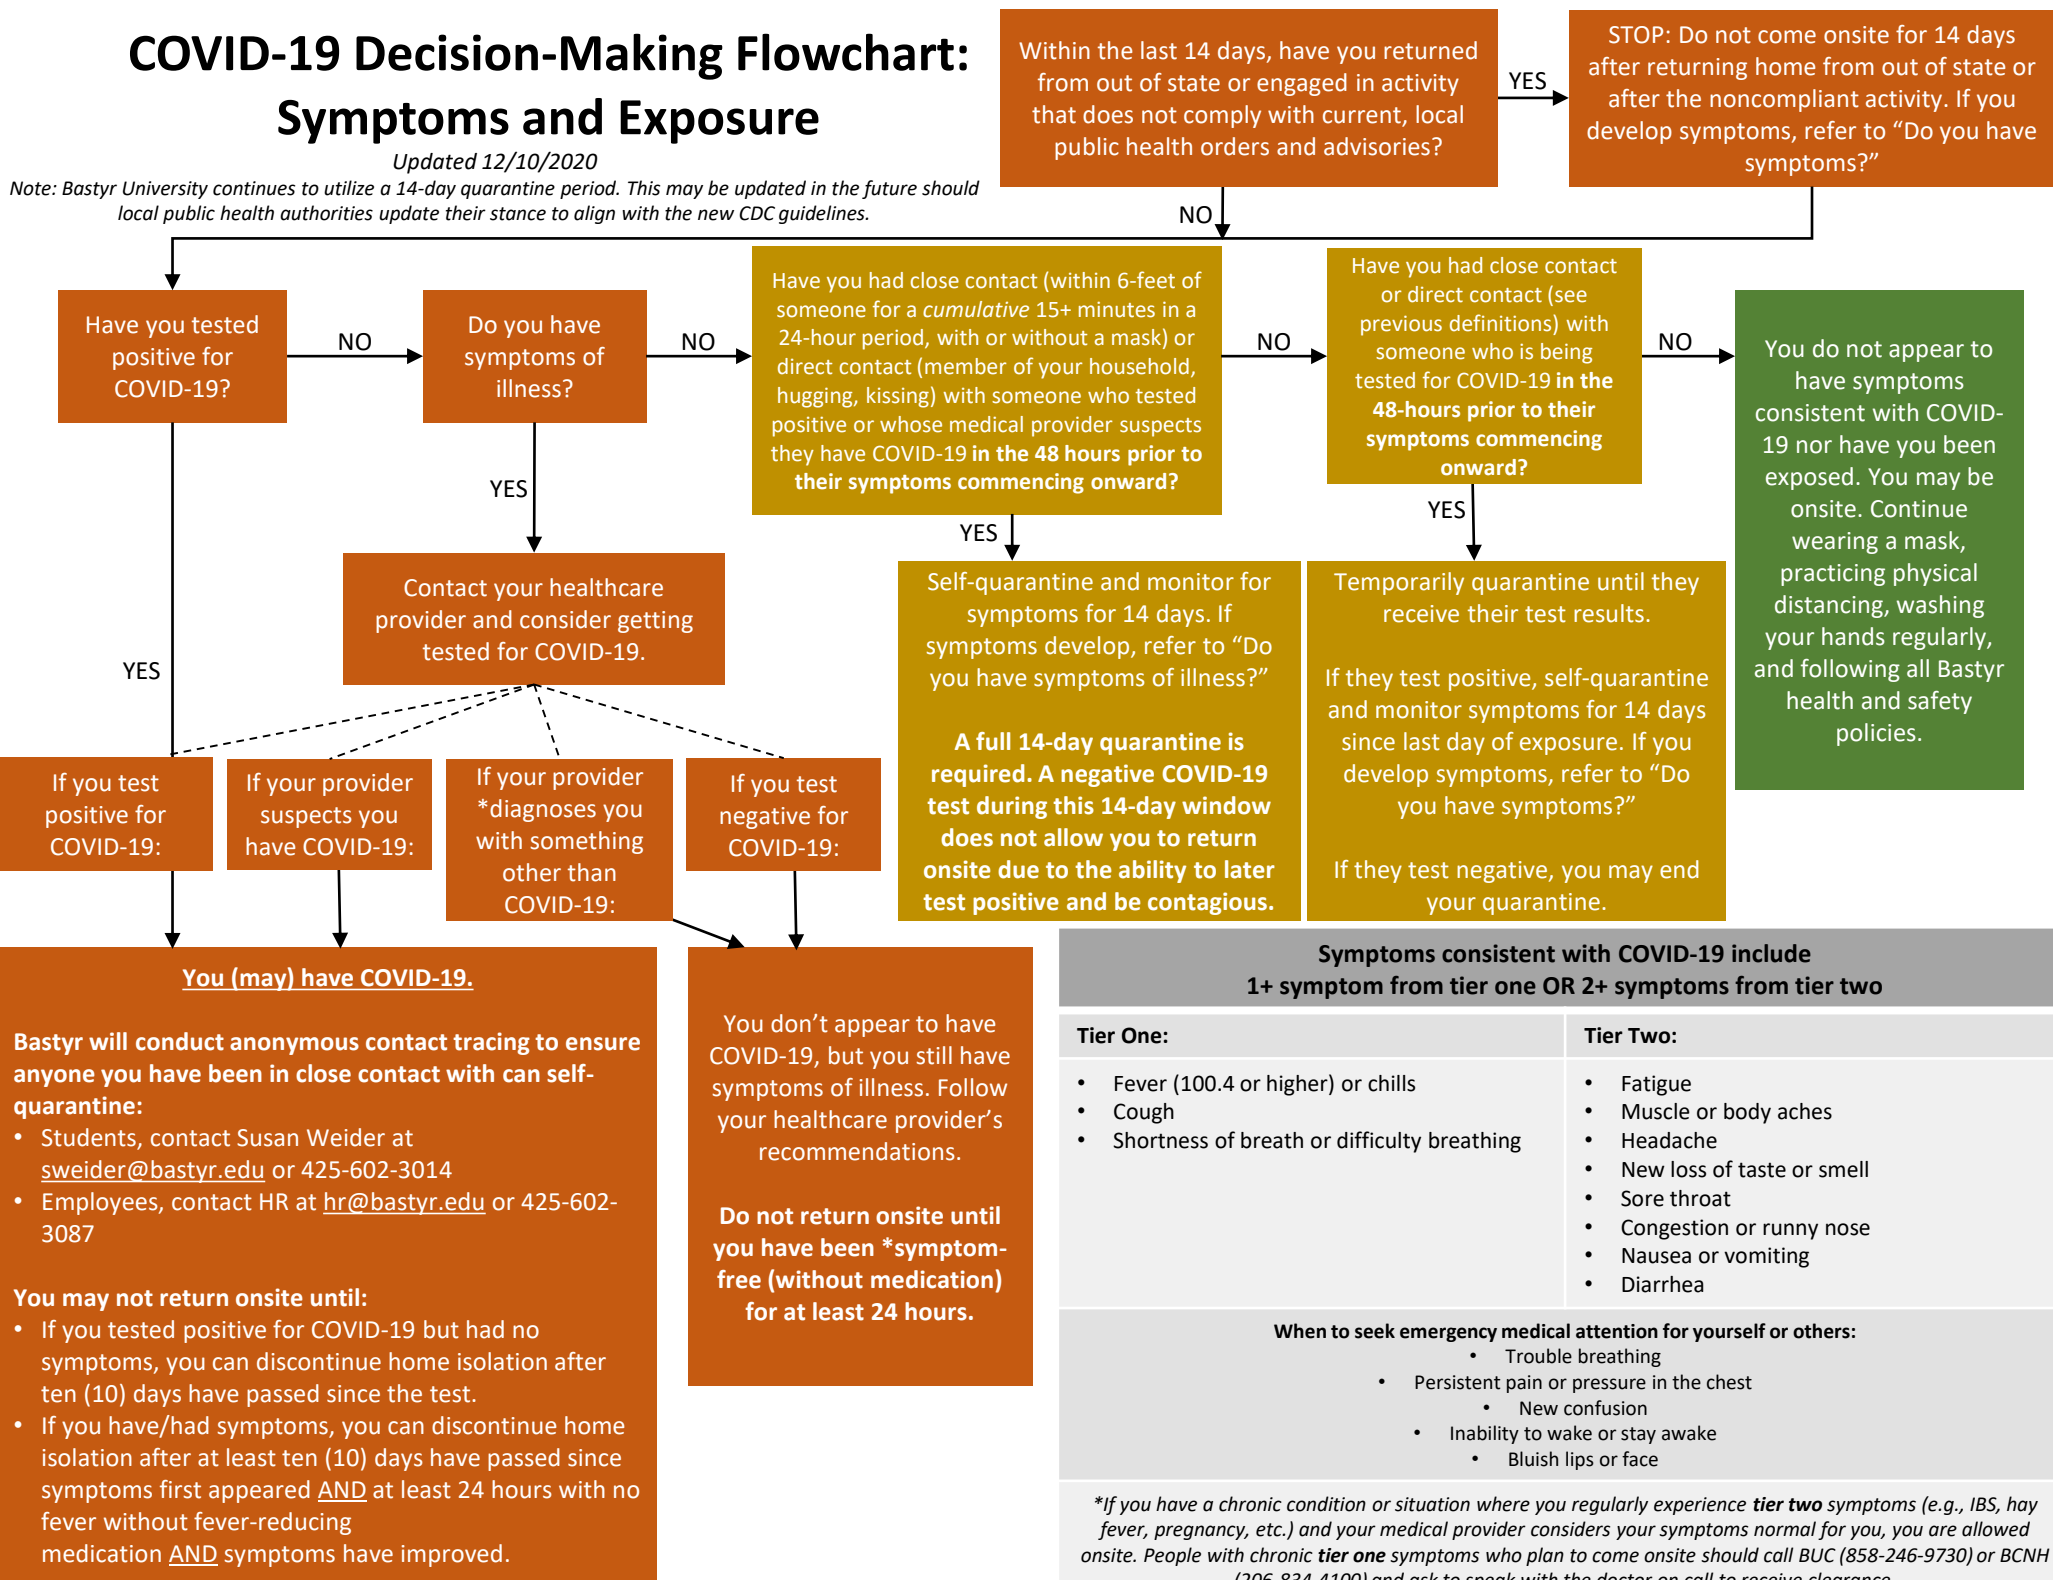 COVID-19 Decision-Making Flowchart:
Symptoms and Exposure
Updated 12/10/2020
Note: Bastyr University continues to utilize a 14-day quarantine period. This may be updated in the future should
local public health authorities update their stance to align with the new CDC guidelines.
Within the last 14 days, have you returned
from out of state or engaged in activity
that does not comply with current, local
public health orders and advisories?
YES
STOP: Do not come onsite for 14 days
after returning home from out of state or
after the noncompliant activity. If you
develop symptoms, refer to “Do you have
symptoms?”
NO
Have you tested
positive for
COVID-19?
NO
Do you have
symptoms of
illness?
NO
Have you had close contact (within 6-feet of
someone for a cumulative 15+ minutes in a
24-hour period, with or without a mask) or
direct contact (member of your household,
hugging, kissing) with someone who tested
positive or whose medical provider suspects
they have COVID-19 in the 48 hours prior to
their symptoms commencing onward?
NO
Have you had close contact
or direct contact (see
previous definitions) with
someone who is being
tested for COVID-19 in the
48-hours prior to their
symptoms commencing
onward?
NO
You do not appear to
have symptoms
consistent with COVID-
19 nor have you been
exposed. You may be
onsite. Continue
wearing a mask,
practicing physical
distancing, washing
your hands regularly,
and following all Bastyr
health and safety
policies.
YES
YES
YES
YES
Contact your healthcare
provider and consider getting
tested for COVID-19.
Self-quarantine and monitor for
symptoms for 14 days. If
symptoms develop, refer to “Do
you have symptoms of illness?”
A full 14-day quarantine is
required. A negative COVID-19
test during this 14-day window
does not allow you to return
onsite due to the ability to later
test positive and be contagious.
Temporarily quarantine until they
receive their test results.
If they test positive, self-quarantine
and monitor symptoms for 14 days
since last day of exposure. If you
develop symptoms, refer to “Do
you have symptoms?”
If they test negative, you may end
your quarantine.
If you test
positive for
COVID-19:
If your provider
suspects you
have COVID-19:
If your provider
*diagnoses you
with something
other than
COVID-19:
If you test
negative for
COVID-19:
You (may) have COVID-19.
Bastyr will conduct anonymous contact tracing to ensure
anyone you have been in close contact with can self-
quarantine:
• Students, contact Susan Weider at
sweider@bastyr.edu or 425-602-3014
• Employees, contact HR at hr@bastyr.edu or 425-602-
3087
You may not return onsite until:
• If you tested positive for COVID-19 but had no
symptoms, you can discontinue home isolation after
ten (10) days have passed since the test.
• If you have/had symptoms, you can discontinue home
isolation after at least ten (10) days have passed since
symptoms first appeared AND at least 24 hours with no
fever without fever-reducing
medication AND symptoms have improved.
You don’t appear to have
COVID-19, but you still have
symptoms of illness. Follow
your healthcare provider’s
recommendations.
Do not return onsite until
you have been *symptom-
free (without medication)
for at least 24 hours.
Symptoms consistent with COVID-19 include
1+ symptom from tier one OR 2+ symptoms from tier two
Tier One:
• Fever (100.4 or higher) or chills
• Cough
• Shortness of breath or difficulty breathing
Tier Two:
• Fatigue
• Muscle or body aches
• Headache
• New loss of taste or smell
• Sore throat
• Congestion or runny nose
• Nausea or vomiting
• Diarrhea
When to seek emergency medical attention for yourself or others:
• Trouble breathing
• Persistent pain or pressure in the chest
• New confusion
• Inability to wake or stay awake
• Bluish lips or face
*If you have a chronic condition or situation where you regularly experience tier two symptoms (e.g., IBS, hay
fever, pregnancy, etc.) and your medical provider considers your symptoms normal for you, you are allowed
onsite. People with chronic tier one symptoms who plan to come onsite should call BUC (858-246-9730) or BCNH
(206-834-4100) and ask to speak with the doctor on call to receive clearance.